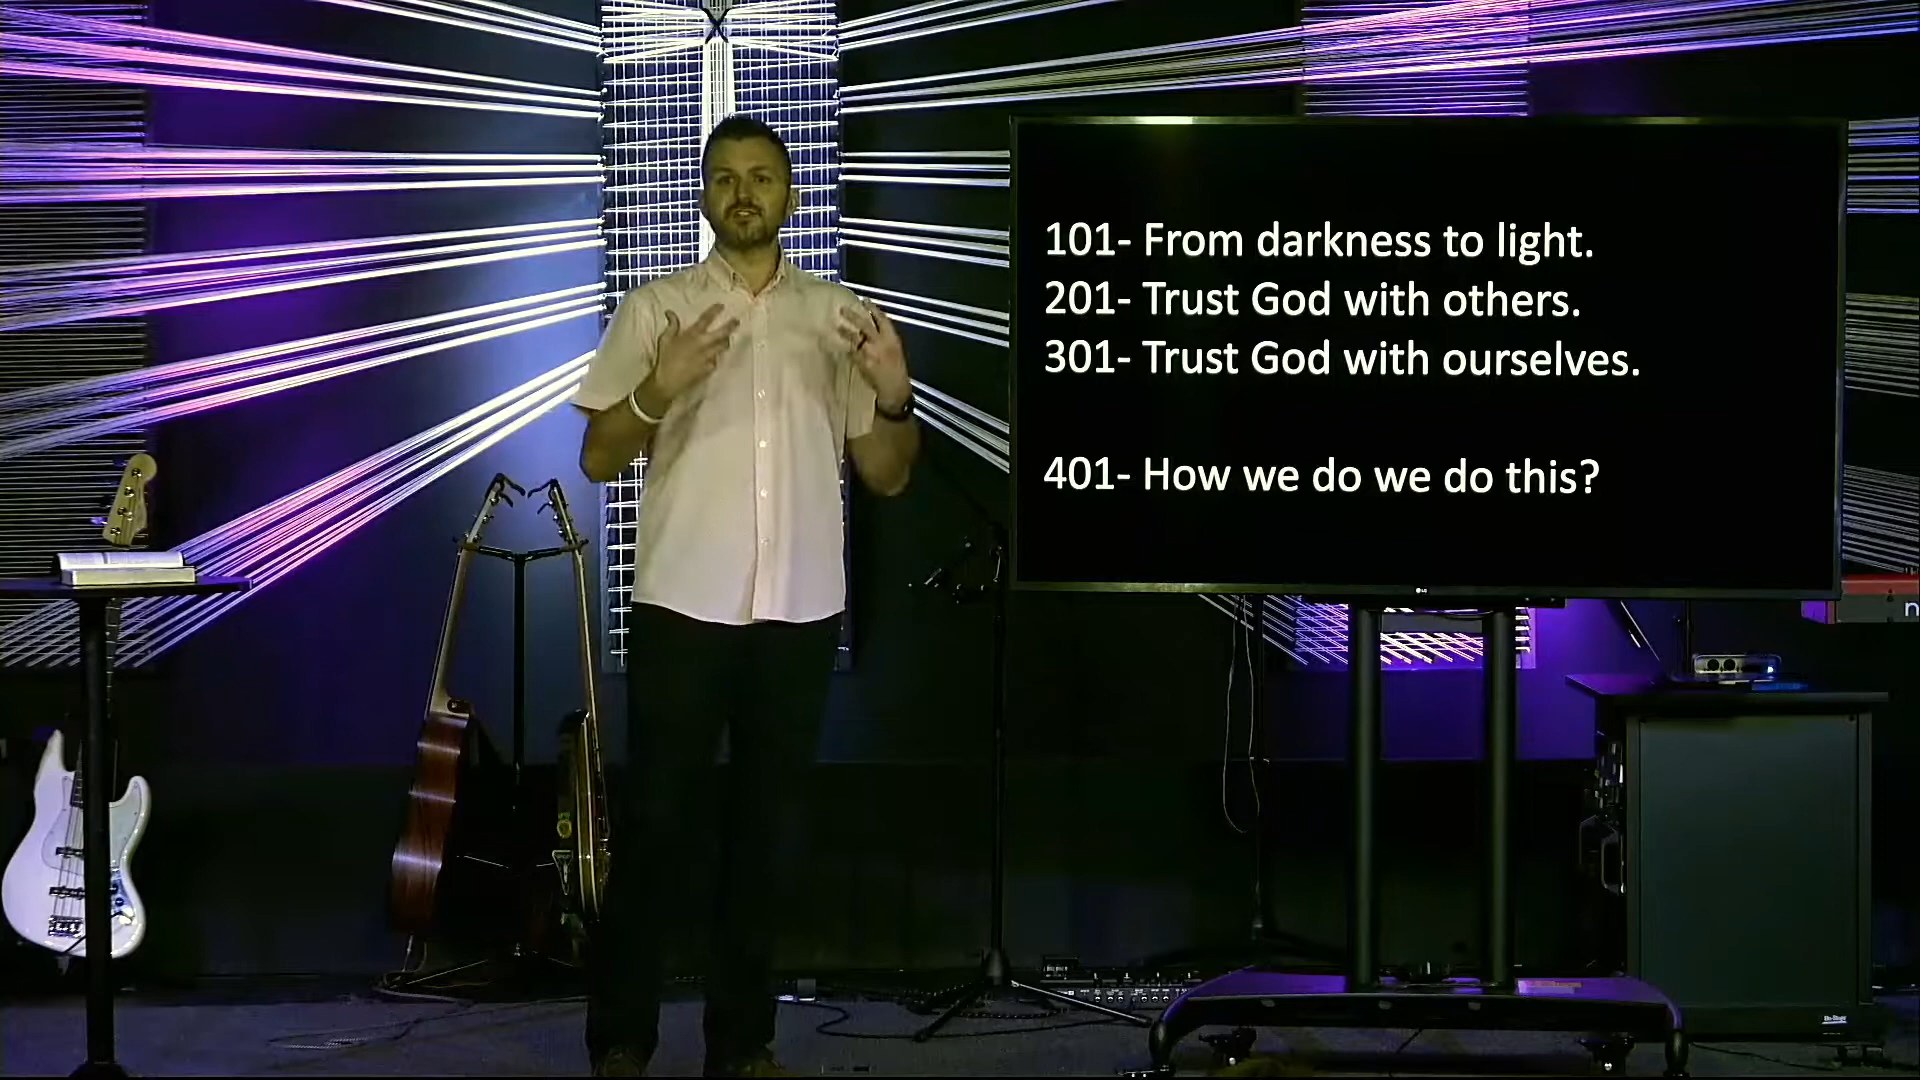 101- From darkness to light.
201- Trust God with others.
301- Trust God with ourselves.
401- How we do we do this?
LG
n